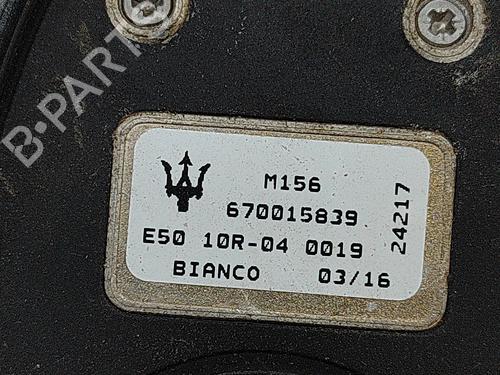 B-PARTS
M156
670015839
E50 10R-04 0019
BIANCO 03/16
24217